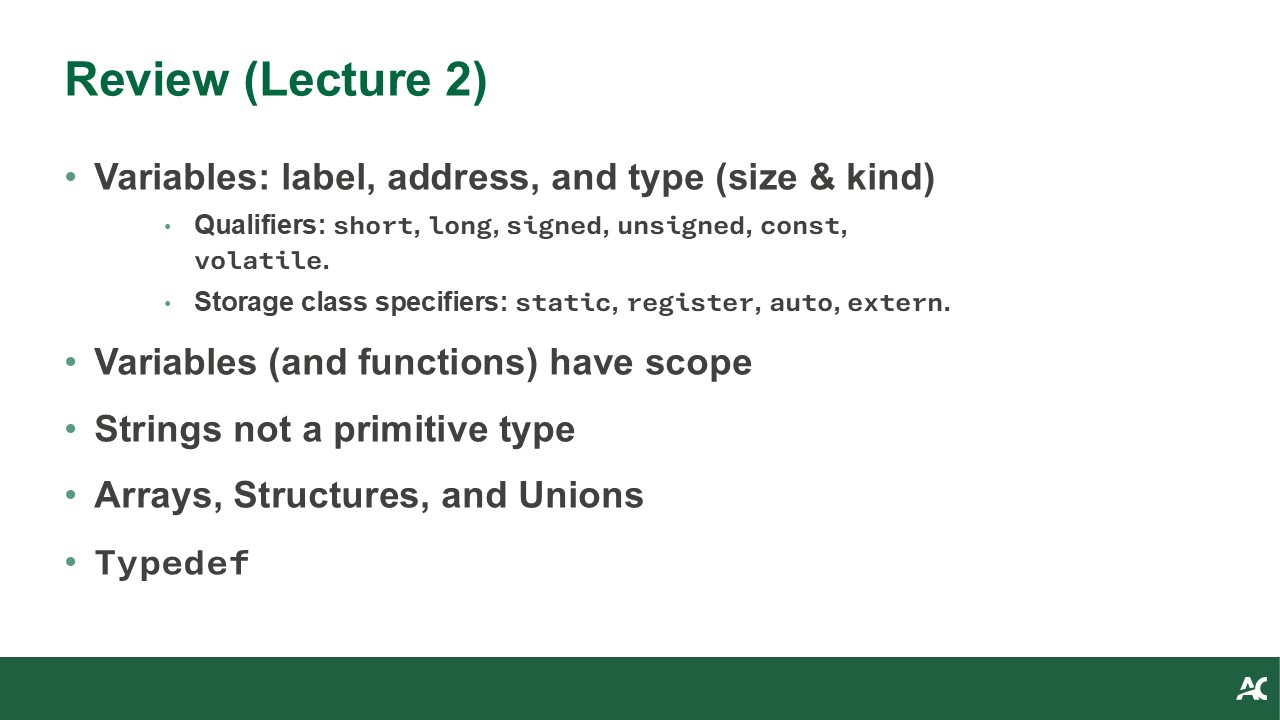 Review (Lecture 2)
• Variables: label, address, and type (size & kind)
• Qualifiers: short, long, signed, unsigned, const,
volatile.
• Storage class specifiers: static, register, auto, extern.
• Variables (and functions) have scope
• Strings not a primitive type
• Arrays, Structures, and Unions
• Typedef
AC